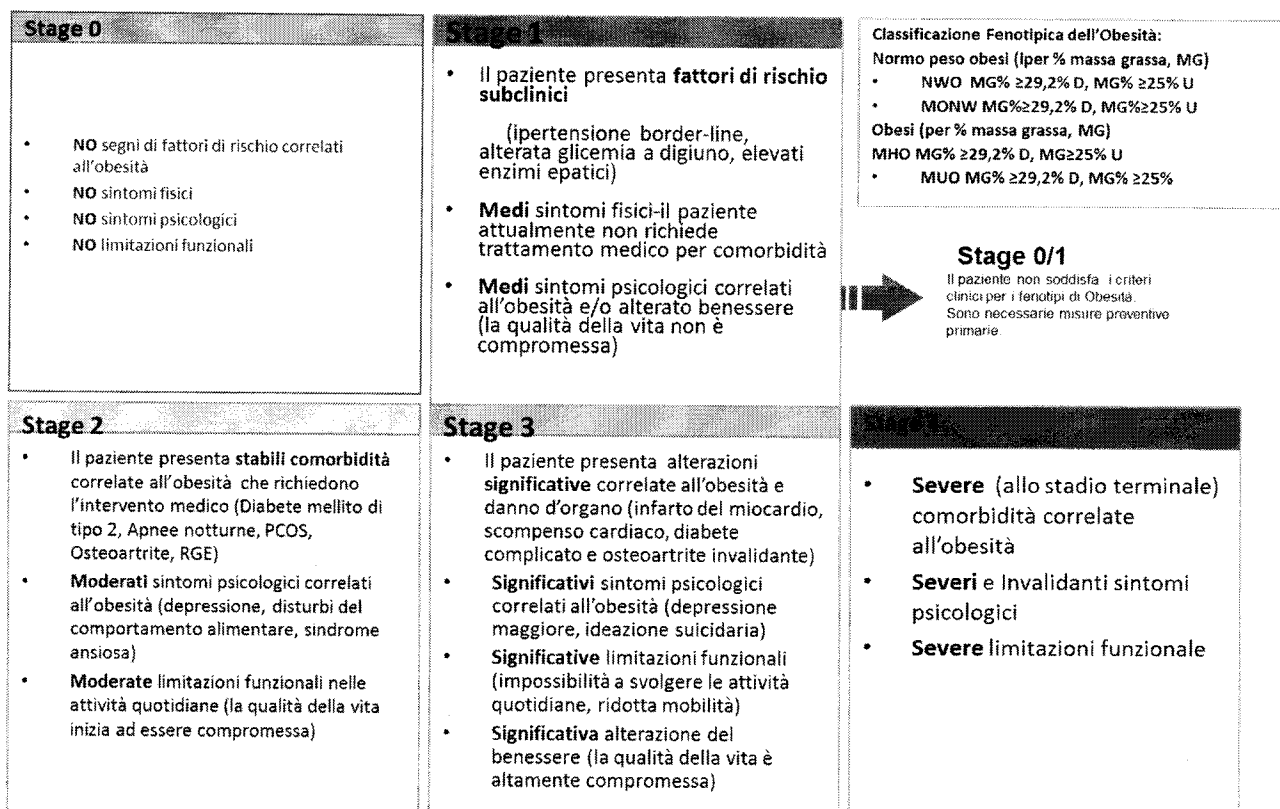 Stage 0
• NO segni di fattori di rischio correlati
all'obesità
• NO sintomi fisici
• NO sintomi psicologici
• NO limitazioni funzionali
Stage 1
• Il paziente presenta fattori di rischio
subclinici
(ipertensione border-line,
alterata glicemia a digiuno, elevati
enzimi epatici)
• Medi sintomi fisici-il paziente
attualmente non richiede
trattamento medico per comorbidità
• Medi sintomi psicologici correlati
all'obesità e/o alterato benessere
(la qualità della vita non è
compromessa)
Classificazione Fenotipica dell'Obesità:
Normo peso obesi (iper % massa grassa, MG)
• NWO MG% ≥29,2% D, MG% ≥25% U
• MONW MG%≥29,2% D, MG%≥25% U
Obesi (per % massa grassa, MG)
MHO MG% ≥29,2% D, MG≥25% U
• MUO MG% ≥29,2% D, MG% ≥25%
Stage 0/1
Il paziente non soddisfa i criteri
clinici per i fenotipi di Obesità.
Sono necessarie misure preventive
primarie.
Stage 2
• Il paziente presenta stabili comorbidità
correlate all'obesità che richiedono
l'intervento medico (Diabete mellito di
tipo 2, Apnee notturne, PCOS,
Osteoartrite, RGE)
• Moderati sintomi psicologici correlati
all'obesità (depressione, disturbi del
comportamento alimentare, sindrome
ansiosa)
• Moderate limitazioni funzionali nelle
attività quotidiane (la qualità della vita
inizia ad essere compromessa)
Stage 3
• Il paziente presenta alterazioni
significative correlate all'obesità e
danno d'organo (infarto del miocardio,
scompenso cardiaco, diabete
complicato e osteoartrite invalidante)
• Significativi sintomi psicologici
correlati all'obesità (depressione
maggiore, ideazione suicidaria)
• Significative limitazioni funzionali
(impossibilità a svolgere le attività
quotidiane, ridotta mobilità)
• Significativa alterazione del
benessere (la qualità della vita è
altamente compromessa)
Stage
• Severe (allo stadio terminale)
comorbidità correlate
all'obesità
• Severi e Invalidanti sintomi
psicologici
• Severe limitazioni funzionale